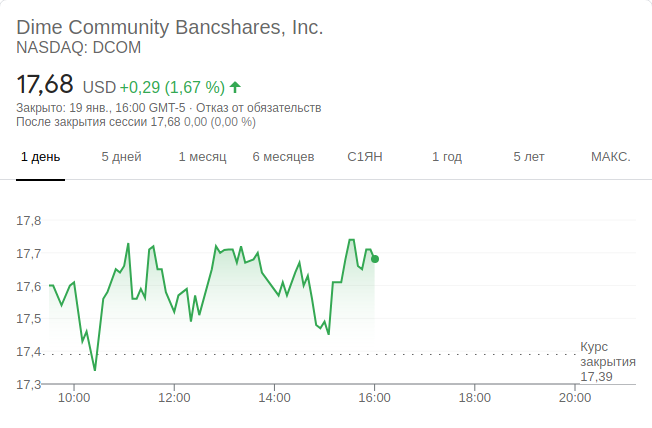 Dime Community Bancshares, Inc.
NASDAQ: DCOM
17,68 USD +0,29 (1,67 %)
Закрыто: 19 янв., 16:00 GMT-5 · Отказ от обязательств
После закрытия сессии 17,68 0,00 (0,00 %)
1 день 5 дней 1 месяц 6 месяцев С1ЯН 1 год 5 лет МАКС.
17,8
17,7
17,6
17,5
17,4
17,3
Курс
закрытия
17,39
10:00 12:00 14:00 16:00 18:00 20:00